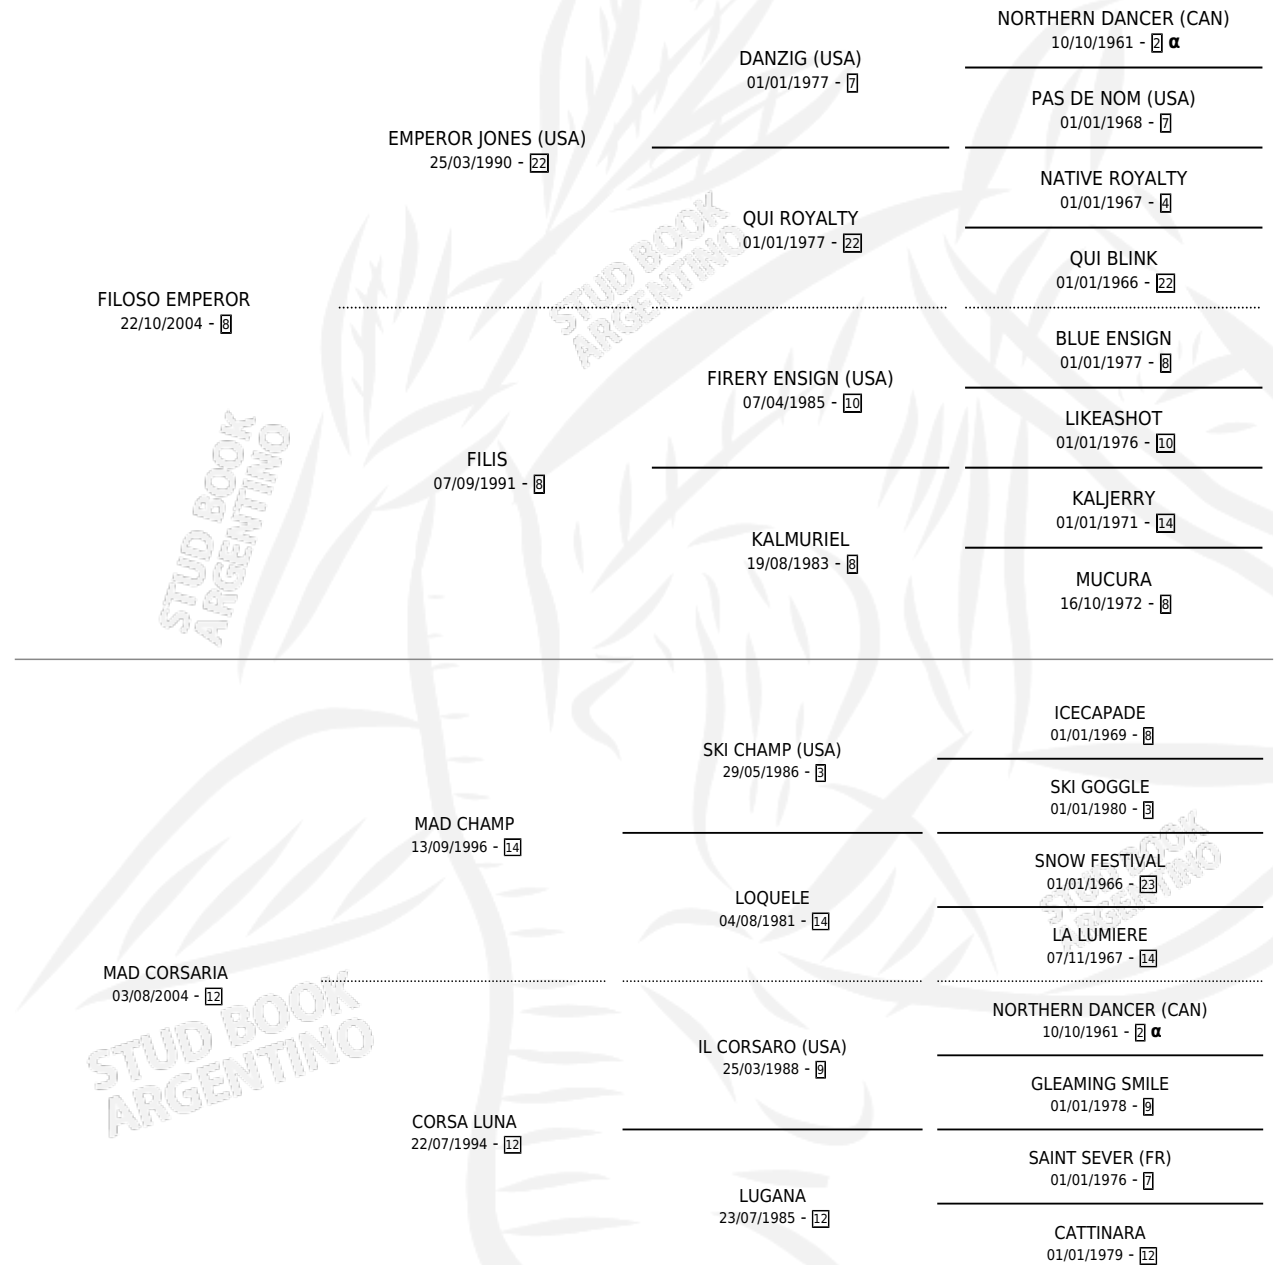 NORTHERN DANCER (CAN)
10/10/1961 - 2 α
DANZIG (USA)
01/01/1977 - 7
PAS DE NOM (USA)
01/01/1968 - 7
EMPEROR JONES (USA)
25/03/1990 - 22
NATIVE ROYALTY
01/01/1967 - 4
QUI ROYALTY
01/01/1977 - 22
QUI BLINK
01/01/1966 - 22
FILOSO EMPEROR
22/10/2004 - 8
BLUE ENSIGN
01/01/1977 - 8
FIRERY ENSIGN (USA)
07/04/1985 - 10
LIKEASHOT
01/01/1976 - 10
FILIS
07/09/1991 - 8
KALJERRY
01/01/1971 - 14
KALMURIEL
19/08/1983 - 8
MUCURA
16/10/1972 - 8
ICECAPADE
01/01/1969 - 8
SKI CHAMP (USA)
29/05/1986 - 3
SKI GOGGLE
01/01/1980 - 3
MAD CHAMP
13/09/1996 - 14
SNOW FESTIVAL
01/01/1966 - 23
LOQUELE
04/08/1981 - 14
LA LUMIERE
07/11/1967 - 14
MAD CORSARIA
03/08/2004 - 12
NORTHERN DANCER (CAN)
10/10/1961 - 2 α
IL CORSARO (USA)
25/03/1988 - 9
GLEAMING SMILE
01/01/1978 - 9
CORSA LUNA
22/07/1994 - 12
SAINT SEVER (FR)
01/01/1976 - 7
LUGANA
23/07/1985 - 12
CATTINARA
01/01/1979 - 12
STUD BOOK
ARGENTINO
STUD BOOK
ARGENTINO
STUD BOOK
ARGENTINO
STUD BOOK
ARGENTINO